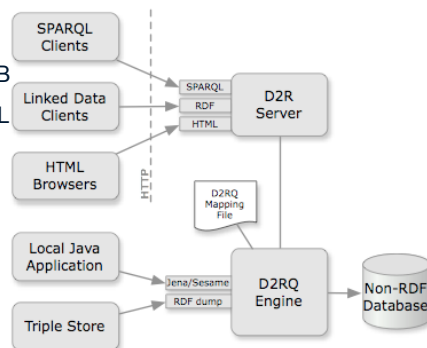 SPARQL
Clients
B
Linked Data
Clients
L
HTML
Browsers
HTTP
SPARQL
RDF
HTML
D2R
Server
D2RQ
Mapping
File
Local Java
Application
Jena/Sesame
RDF dump
D2RQ
Engine
Non-RDF
Database
Triple Store